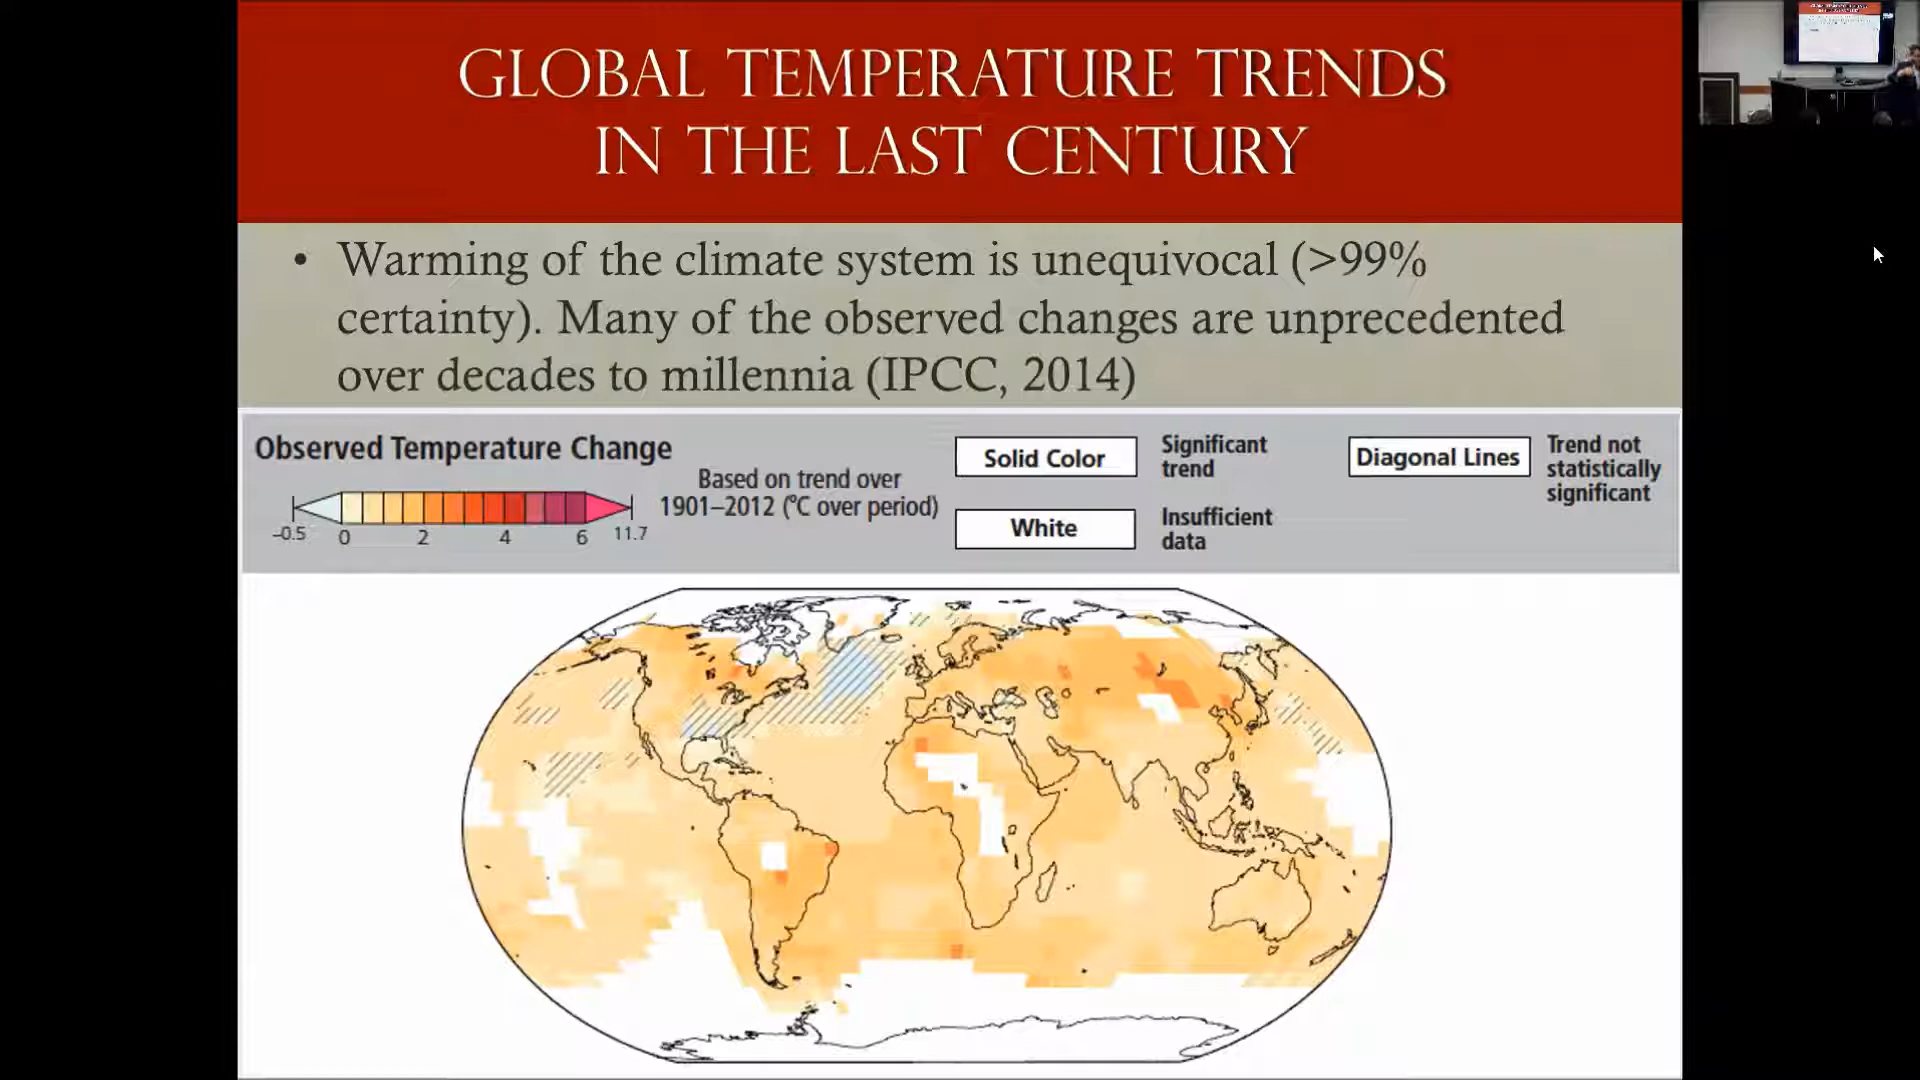 GLOBAL TEMPERATURE TRENDS
IN THE LAST CENTURY
• Warming of the climate system is unequivocal (>99%
certainty). Many of the observed changes are unprecedented
over decades to millennia (IPCC, 2014)
Observed Temperature Change
−0.5 0 2 4 6 11.7
Based on trend over
1901–2012 (°C over period)
Solid Color
Significant
trend
White
Insufficient
data
Diagonal Lines
Trend not
statistically
significant